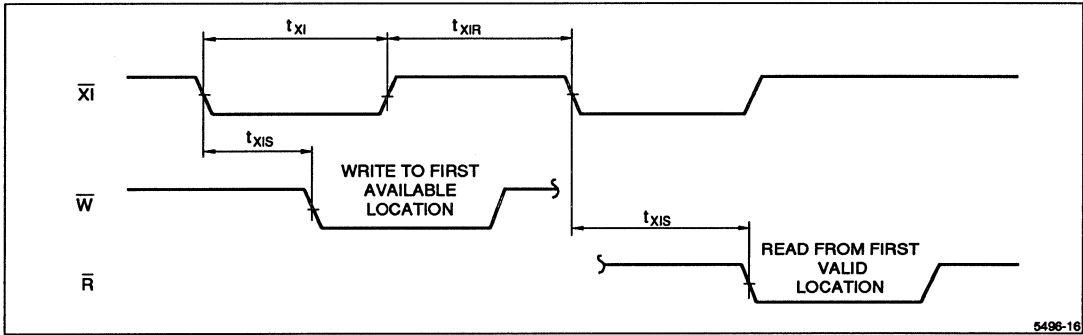 tXI
tXIR
XI
tXIS
WRITE TO FIRST
AVAILABLE
LOCATION
W
tXIS
READ FROM FIRST
VALID
LOCATION
R
5496-16